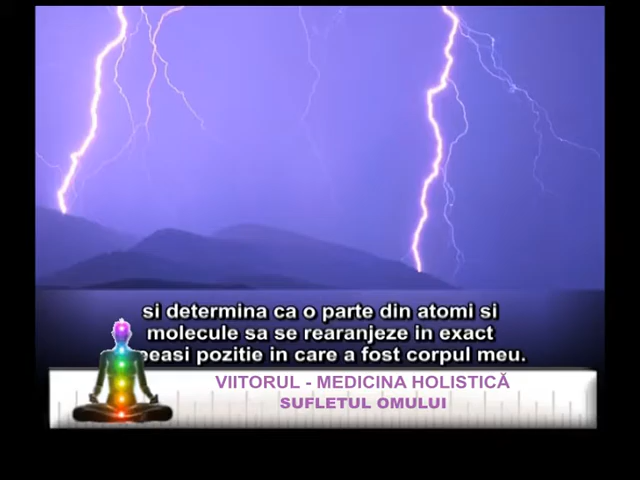 si determina ca o parte din atomi si
molecule sa se rearanjeze in exact
pozitie in care a fost corpul meu.
VIITORUL - MEDICINA HOLISTICĂ
SUFLETUL OMULUI